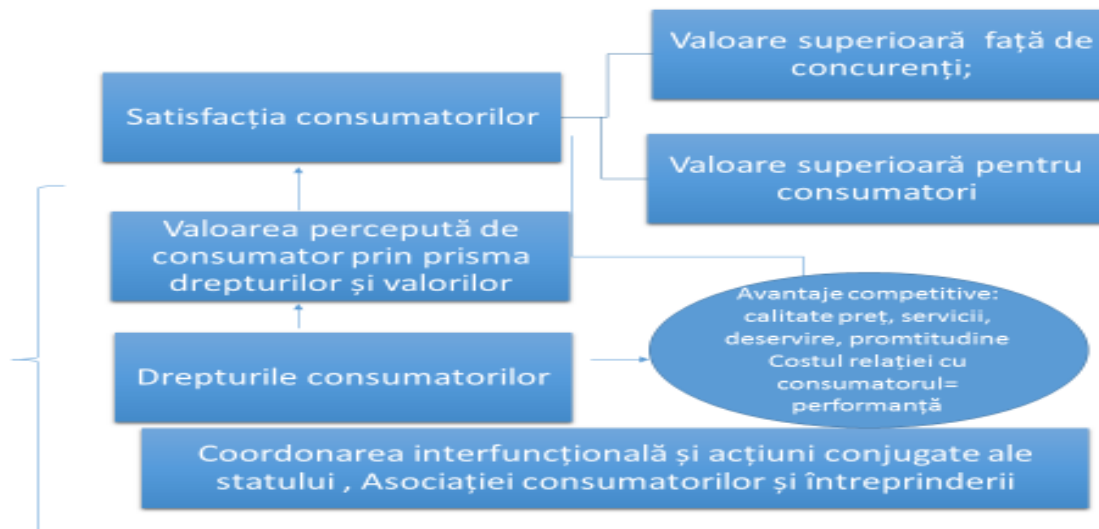 Valoare superioară față de
concurenți;
Satisfacția consumatorilor
Valoare superioară pentru
consumatori
Valoarea percepută de
consumator prin prisma
drepturilor și valorilor
Avantaje competitive:
calitate preț, servicii,
deservire, promtitudine
Costul relației cu
consumatorul=
performanță
Drepturile consumatorilor
Coordonarea interfuncțională și acțiuni conjugate ale
statului , Asociației consumatorilor și întreprinderii